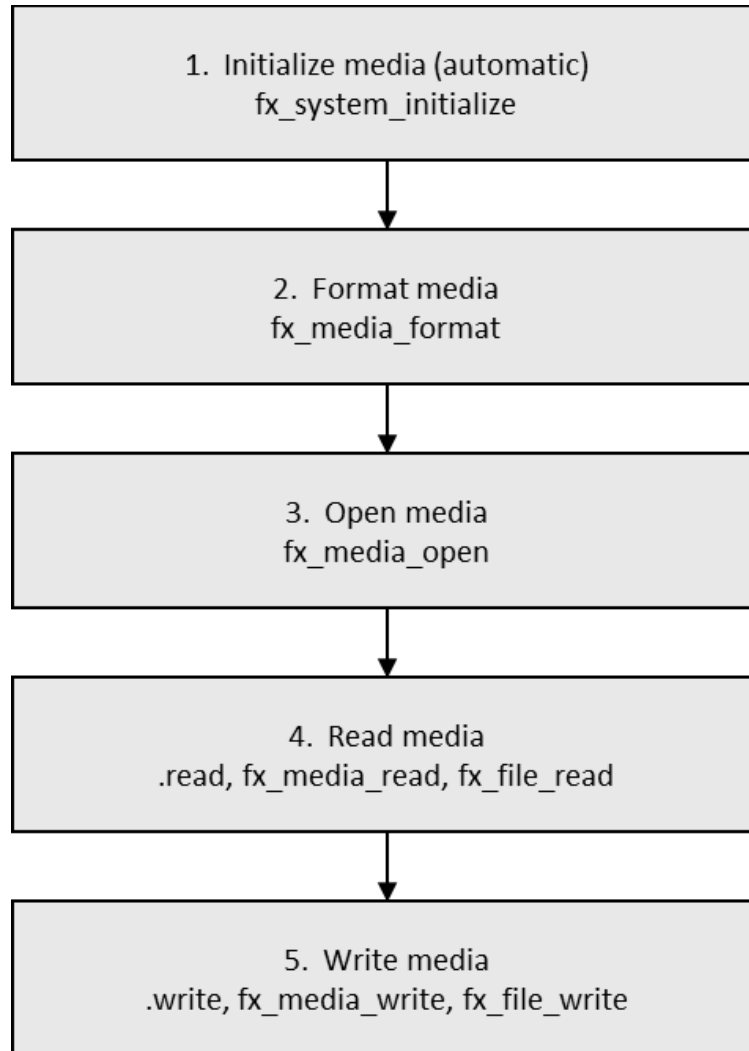 1.  Initialize media (automatic)
fx_system_initialize
2.  Format media
fx_media_format
3.  Open media
fx_media_open
4.  Read media
.read, fx_media_read, fx_file_read
5.  Write media
.write, fx_media_write, fx_file_write